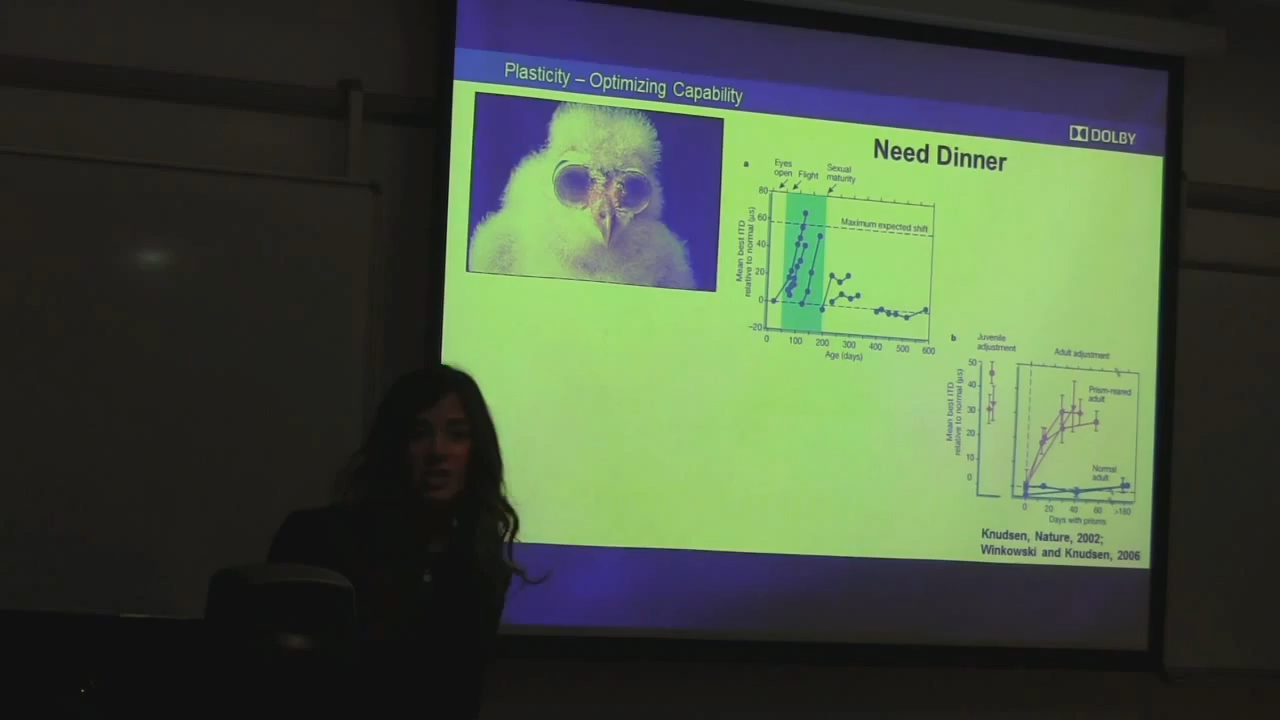 Plasticity – Optimizing Capability
DOLBY
Need Dinner
a
Eyes open
Flight
Sexual maturity
Maximum expected shift
Mean best ITD
relative to normal (µs)
80
60
40
20
0
–20
0 100 200 300 400 500 600
Age (days)
b
Juvenile
adjustment
Adult adjustment
Mean best ITD
relative to normal (µs)
50
40
30
20
10
0
Prism-reared
adult
Normal
adult
0 20 40 60 >180
Days with prisms
Knudsen, Nature, 2002;
Winkowski and Knudsen, 2006